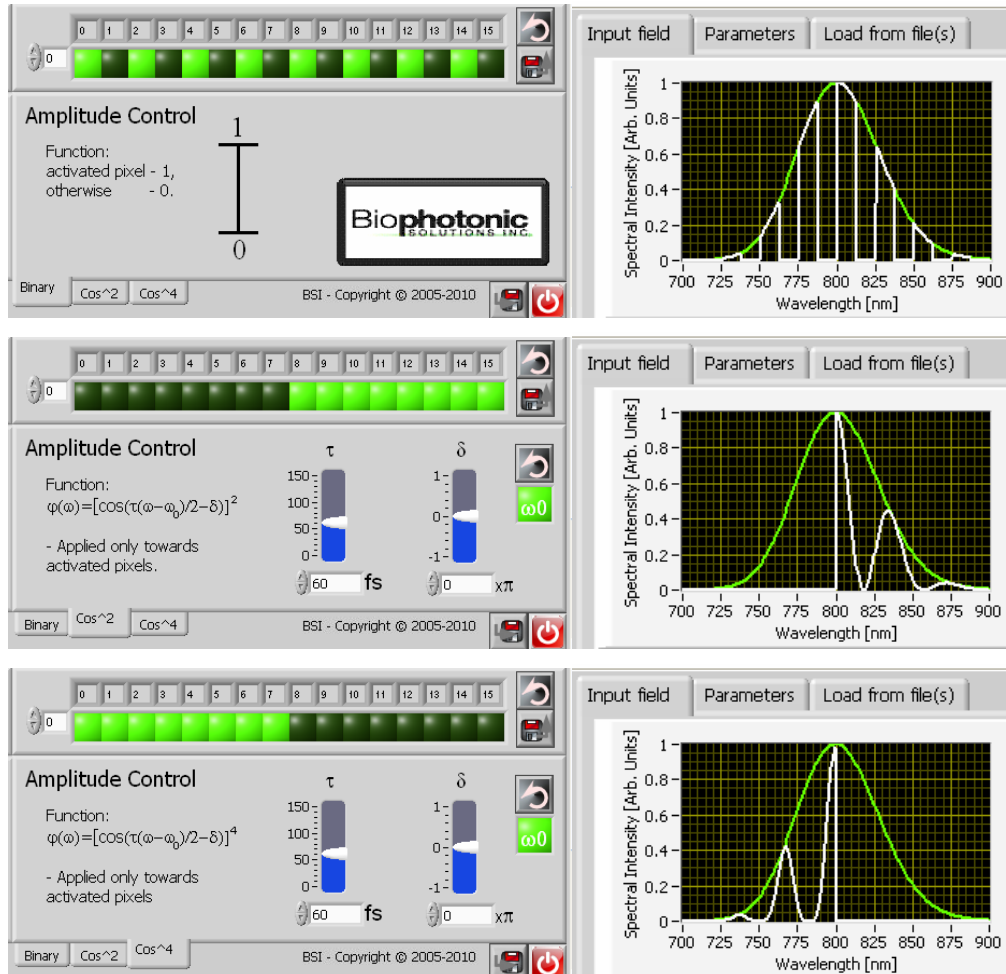 0 1 2 3 4 5 6 7 8 9 10 11 12 13 14 15
0
Amplitude Control
Function:
activated pixel - 1,
otherwise - 0.
1
0
Biophotonic
SOLUTIONS INC.
Binary Cos^2 Cos^4
BSI - Copyright © 2005-2010
Input field Parameters Load from file(s)
Spectral Intensity [Arb. Units]
1
0.8
0.6
0.4
0.2
0
700 725 750 775 800 825 850 875 900
Wavelength [nm]
0 1 2 3 4 5 6 7 8 9 10 11 12 13 14 15
0
Amplitude Control
Function:
φ(ω)=[cos(τ(ω-ω₀)/2-δ)]²
- Applied only towards
activated pixels.
τ
150
100
50
0
60 fs
δ
1
0
-1
0 xπ
ω0
Binary Cos^2 Cos^4
BSI - Copyright © 2005-2010
Input field Parameters Load from file(s)
Spectral Intensity [Arb. Units]
1
0.8
0.6
0.4
0.2
0
700 725 750 775 800 825 850 875 900
Wavelength [nm]
0 1 2 3 4 5 6 7 8 9 10 11 12 13 14 15
0
Amplitude Control
Function:
φ(ω)=[cos(τ(ω-ω₀)/2-δ)]⁴
- Applied only towards
activated pixels
τ
150
100
50
0
60 fs
δ
1
0
-1
0 xπ
ω0
Binary Cos^2 Cos^4
BSI - Copyright © 2005-2010
Input field Parameters Load from file(s)
Spectral Intensity [Arb. Units]
1
0.8
0.6
0.4
0.2
0
700 725 750 775 800 825 850 875 900
Wavelength [nm]